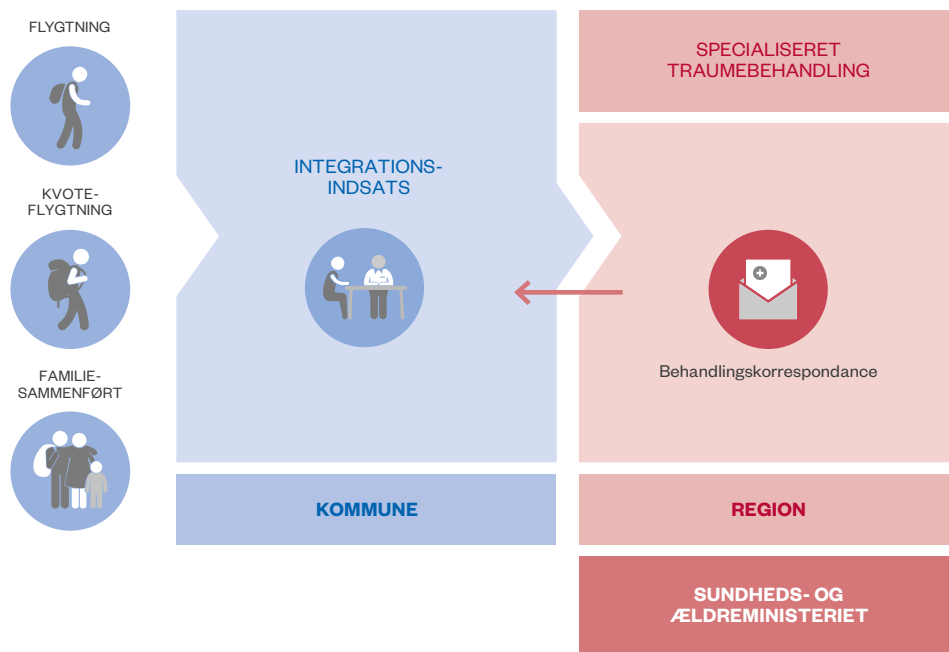 FLYGTNING
KVOTE-
FLYGTNING
FAMILIE-
SAMMENFØRT
INTEGRATIONS-
INDSATS
KOMMUNE
SPECIALISERET
TRAUMEBEHANDLING
Behandlingskorrespondance
REGION
SUNDHEDS- OG
ÆLDREMINISTERIET